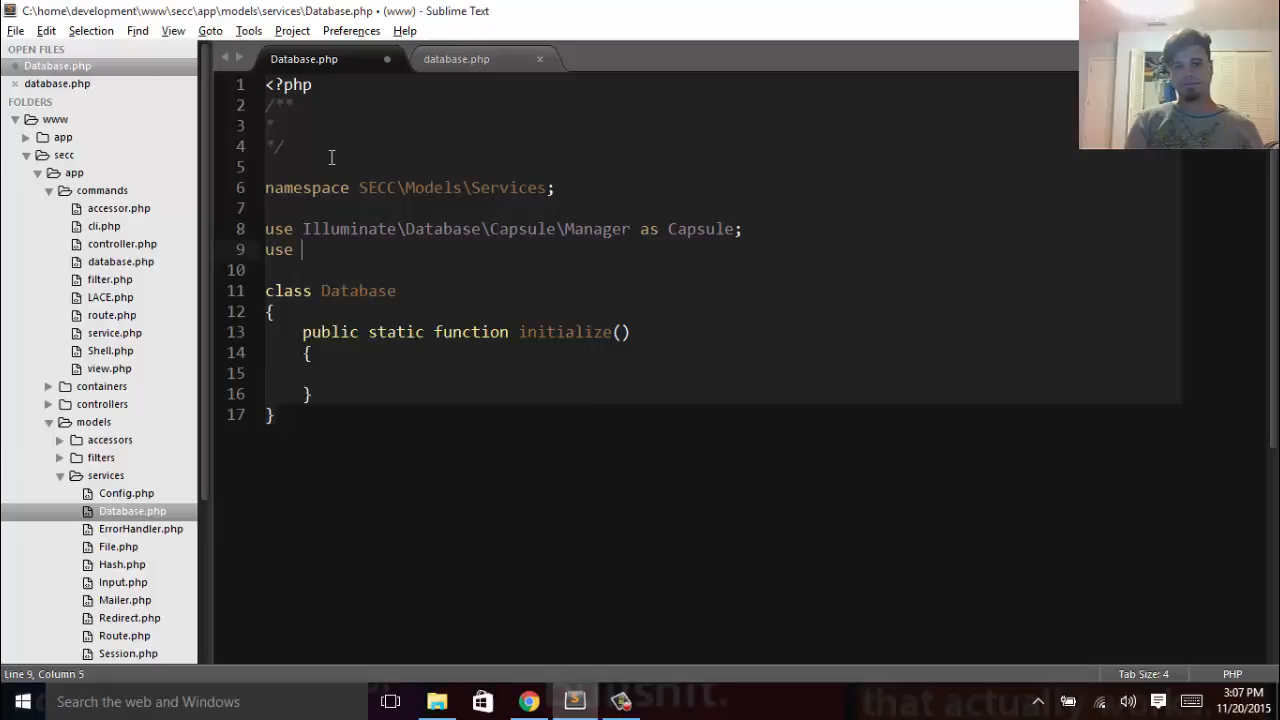 C:\home\development\www\secc\app\models\services\Database.php • (www) - Sublime Text
File Edit Selection Find View Goto Tools Project Preferences Help
OPEN FILES
Database.php
database.php
FOLDERS
www
app
secc
app
commands
accessor.php
cli.php
controller.php
database.php
filter.php
LACE.php
route.php
service.php
Shell.php
view.php
containers
controllers
models
accessors
filters
services
Config.php
Database.php
ErrorHandler.php
File.php
Hash.php
Input.php
Mailer.php
Redirect.php
Route.php
Session.php
Database.php database.php
1 <?php
2 /**
3 *
4 */
5
6 namespace SECC\Models\Services;
7
8 use Illuminate\Database\Capsule\Manager as Capsule;
9 use
10
11 class Database
12 {
13 public static function initialize()
14 {
15
16 }
17 }
Line 9, Column 5 Tab Size: 4 PHP
Search the web and Windows
3:07 PM
11/20/2015